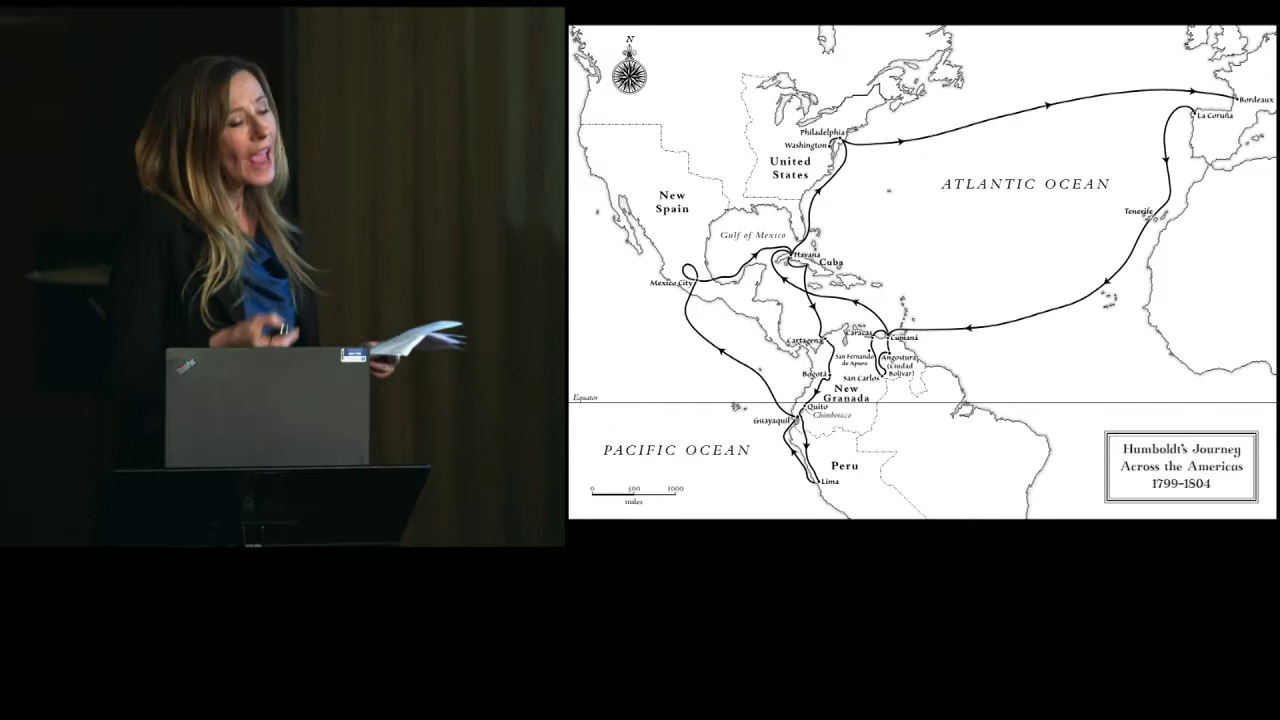 ThinkPad
N
Bordeaux
La Coruña
Philadelphia
Washington
United
States
ATLANTIC OCEAN
New
Spain
Tenerife
Gulf of Mexico
Havana
Cuba
Mexico City
Caracas
Cumaná
Cartagena
San Fernando
de Apure
Angostura
(Ciudad
Bolívar)
Bogotá
San Carlos
New
Granada
Equator
Quito
Chimborazo
Guayaquil
PACIFIC OCEAN
Peru
Lima
0 500 1000
miles
Humboldt's Journey
Across the Americas
1799-1804